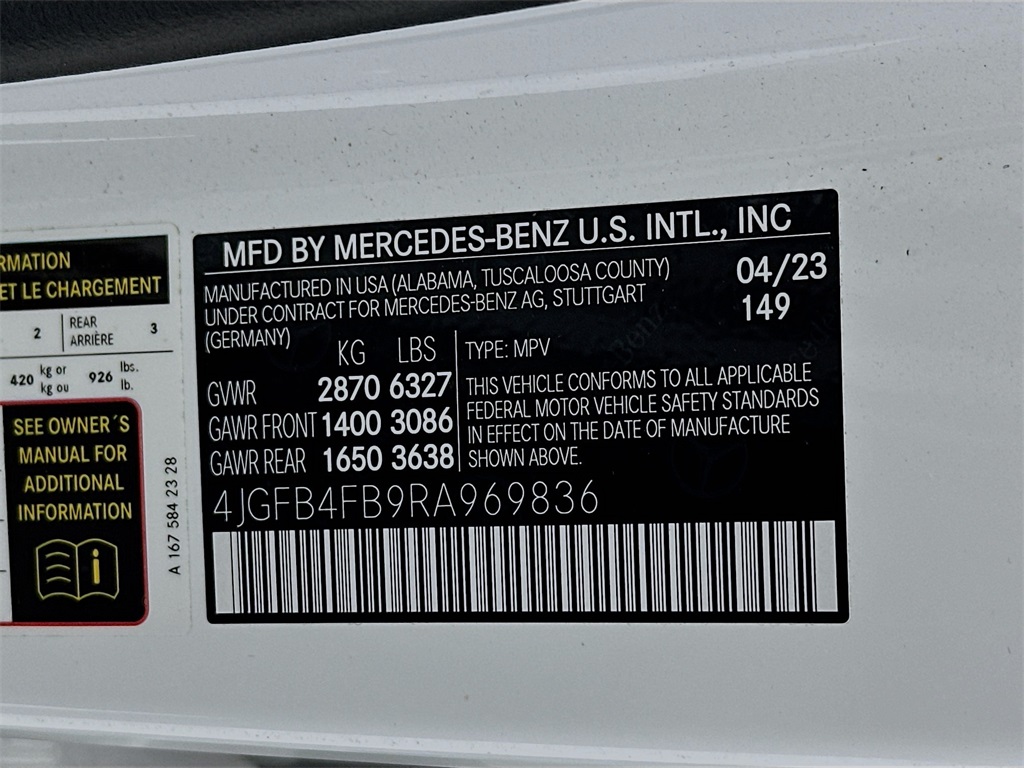 RMATION
ET LE CHARGEMENT
2 REAR ARRIÈRE 3
420 kg or kg ou 926 lbs. lb.
SEE OWNER´S
MANUAL FOR
ADDITIONAL
INFORMATION
i
A 167 584 23 28
MFD BY MERCEDES-BENZ U.S. INTL., INC
MANUFACTURED IN USA (ALABAMA, TUSCALOOSA COUNTY)
UNDER CONTRACT FOR MERCEDES-BENZ AG, STUTTGART
(GERMANY)
04/23
149
KG LBS
GVWR 2870 6327
GAWR FRONT 1400 3086
GAWR REAR 1650 3638
TYPE: MPV
THIS VEHICLE CONFORMS TO ALL APPLICABLE
FEDERAL MOTOR VEHICLE SAFETY STANDARDS
IN EFFECT ON THE DATE OF MANUFACTURE
SHOWN ABOVE.
4JGFB4FB9RA969836